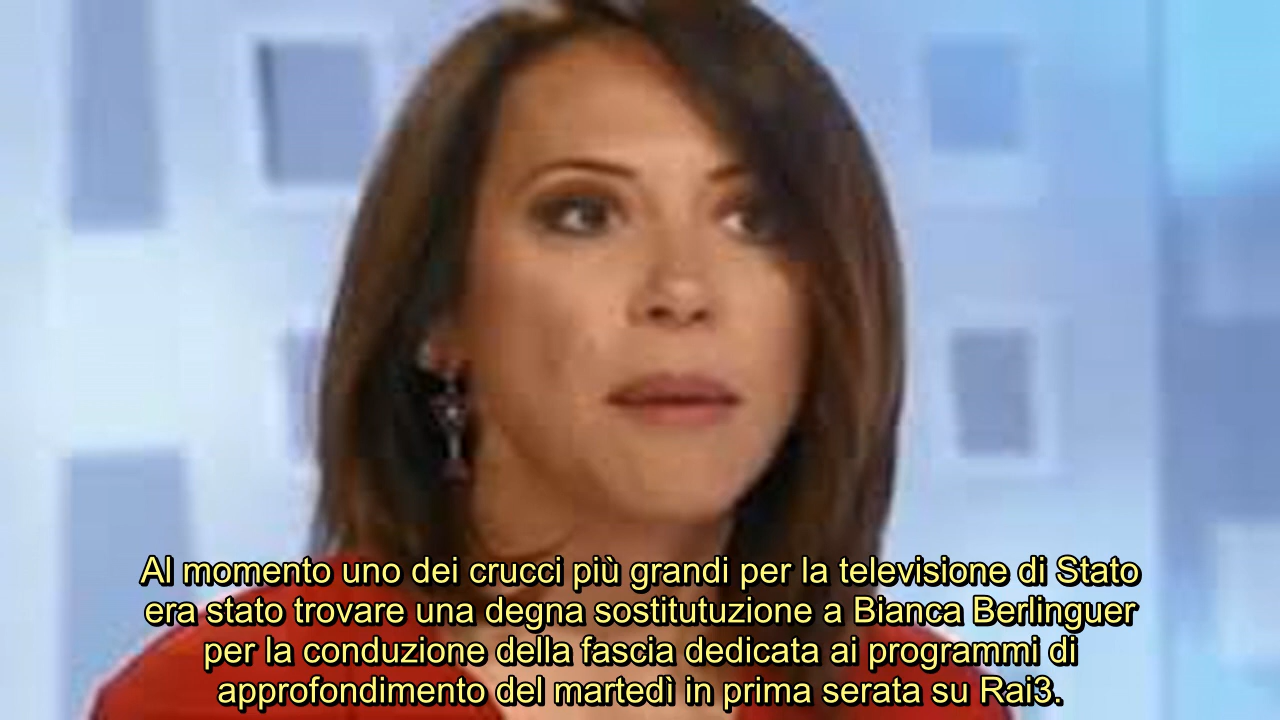 Al momento uno dei crucci più grandi per la televisione di Stato
era stato trovare una degna sostitutuzione a Bianca Berlinguer
per la conduzione della fascia dedicata ai programmi di
approfondimento del martedì in prima serata su Rai3.